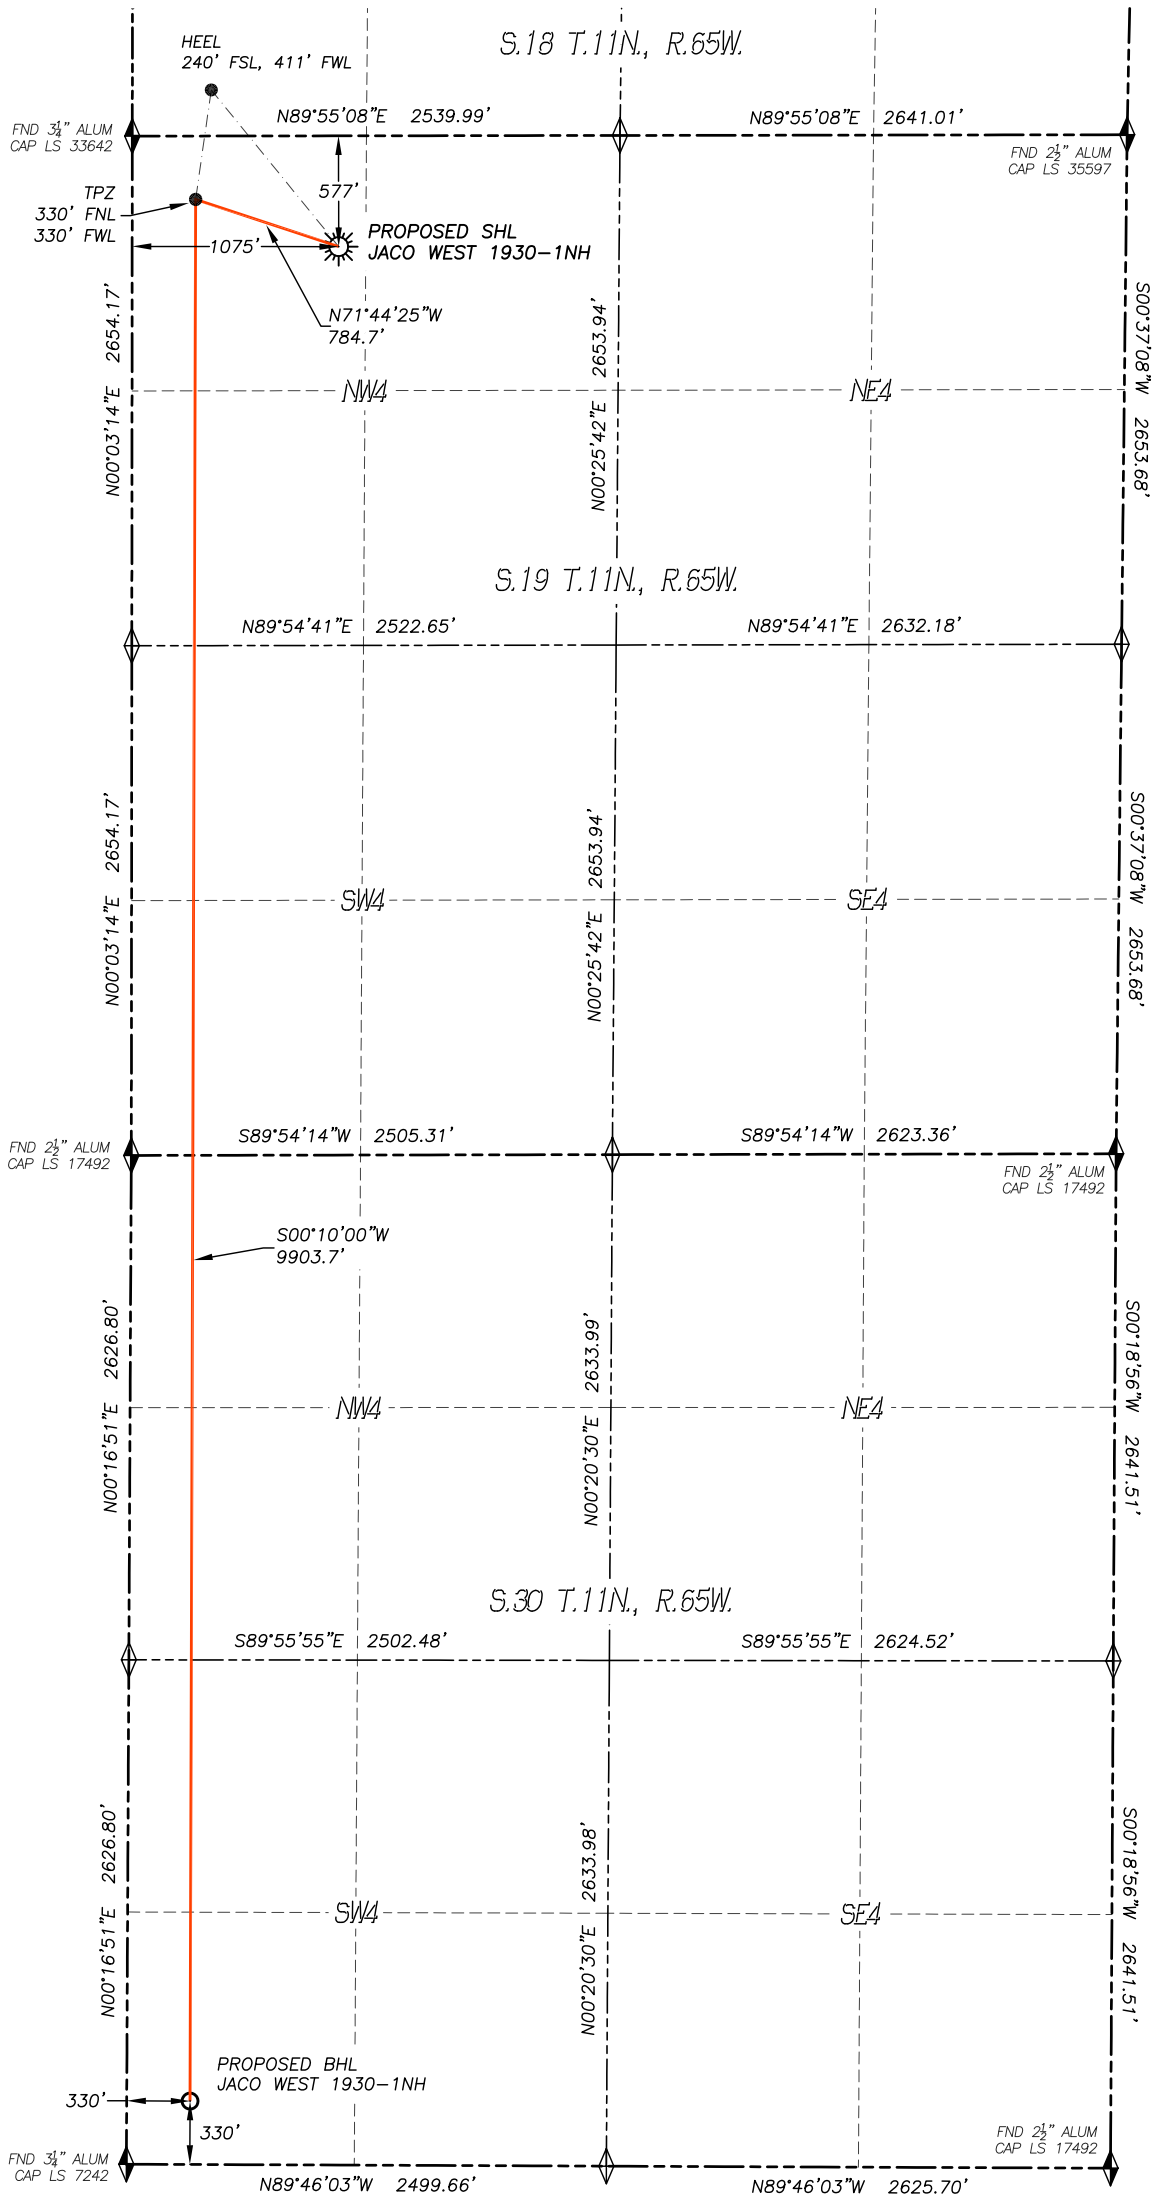 S.18 T.11N., R.65W.
HEEL
240' FSL, 411' FWL
N89°55'08"E 2539.99'
N89°55'08"E 2641.01'
FND 3¼" ALUM
CAP LS 33642
FND 2½" ALUM
CAP LS 35597
TPZ
330' FNL
330' FWL
577'
1075'
PROPOSED SHL
JACO WEST 1930-1NH
N71°44'25"W
784.7'
N00°03'14"E 2654.17'
N00°25'42"E 2653.94'
S00°37'08"W 2653.68'
NW4
NE4
S.19 T.11N., R.65W.
N89°54'41"E 2522.65'
N89°54'41"E 2632.18'
N00°03'14"E 2654.17'
N00°25'42"E 2653.94'
S00°37'08"W 2653.68'
SW4
SE4
S89°54'14"W 2505.31'
S89°54'14"W 2623.36'
FND 2½" ALUM
CAP LS 17492
FND 2½" ALUM
CAP LS 17492
S00°10'00"W
9903.7'
N00°16'51"E 2626.80'
N00°20'30"E 2633.99'
S00°18'56"W 2641.51'
NW4
NE4
S.30 T.11N., R.65W.
S89°55'55"E 2502.48'
S89°55'55"E 2624.52'
N00°16'51"E 2626.80'
N00°20'30"E 2633.98'
S00°18'56"W 2641.51'
SW4
SE4
PROPOSED BHL
JACO WEST 1930-1NH
330'
330'
FND 3¼" ALUM
CAP LS 7242
FND 2½" ALUM
CAP LS 17492
N89°46'03"W 2499.66'
N89°46'03"W 2625.70'